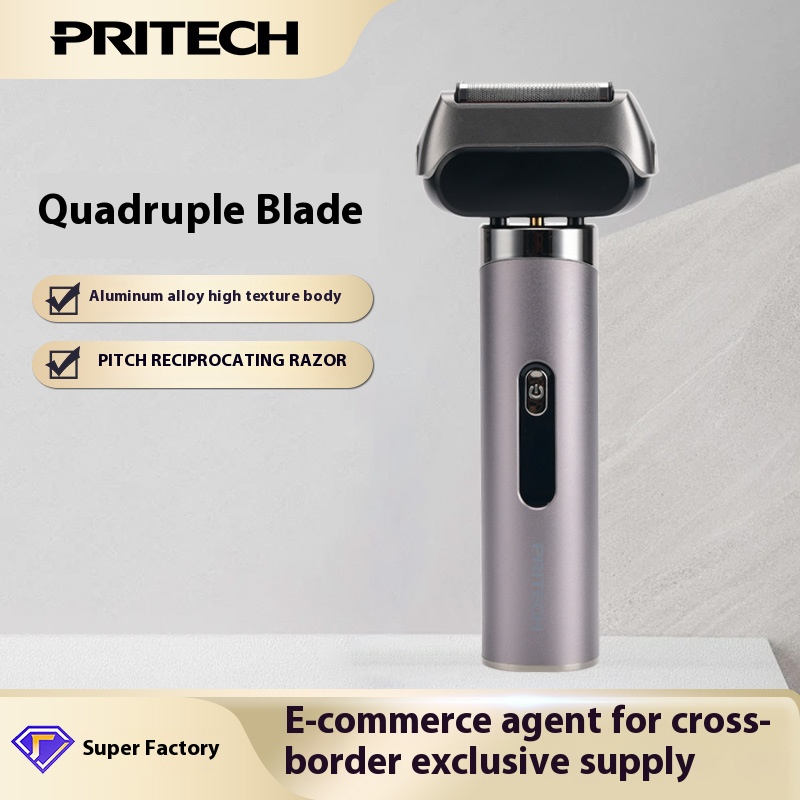 PRITECH
Quadruple Blade
Aluminum alloy high texture body
PITCH RECIPROCATING RAZOR
PRITECH
Super Factory
E-commerce agent for cross-
border exclusive supply